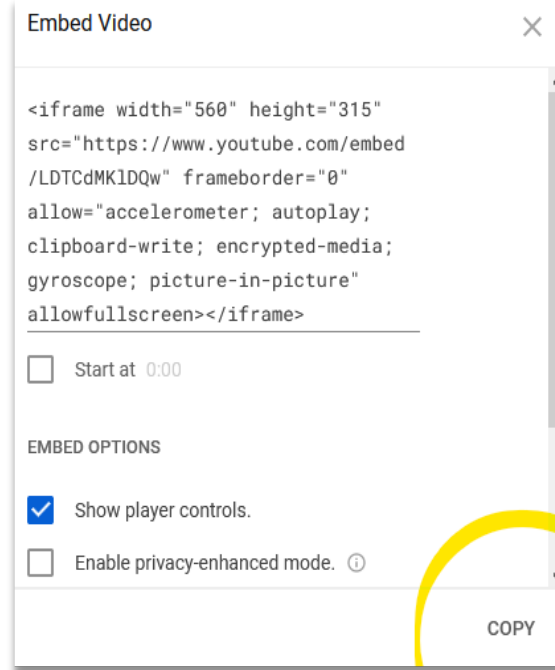 Embed Video
<iframe width="560" height="315"
src="https://www.youtube.com/embed
/LDTCdMKlDQw" frameborder="0"
allow="accelerometer; autoplay;
clipboard-write; encrypted-media;
gyroscope; picture-in-picture"
allowfullscreen></iframe>
Start at 0:00
EMBED OPTIONS
Show player controls.
Enable privacy-enhanced mode.
COPY